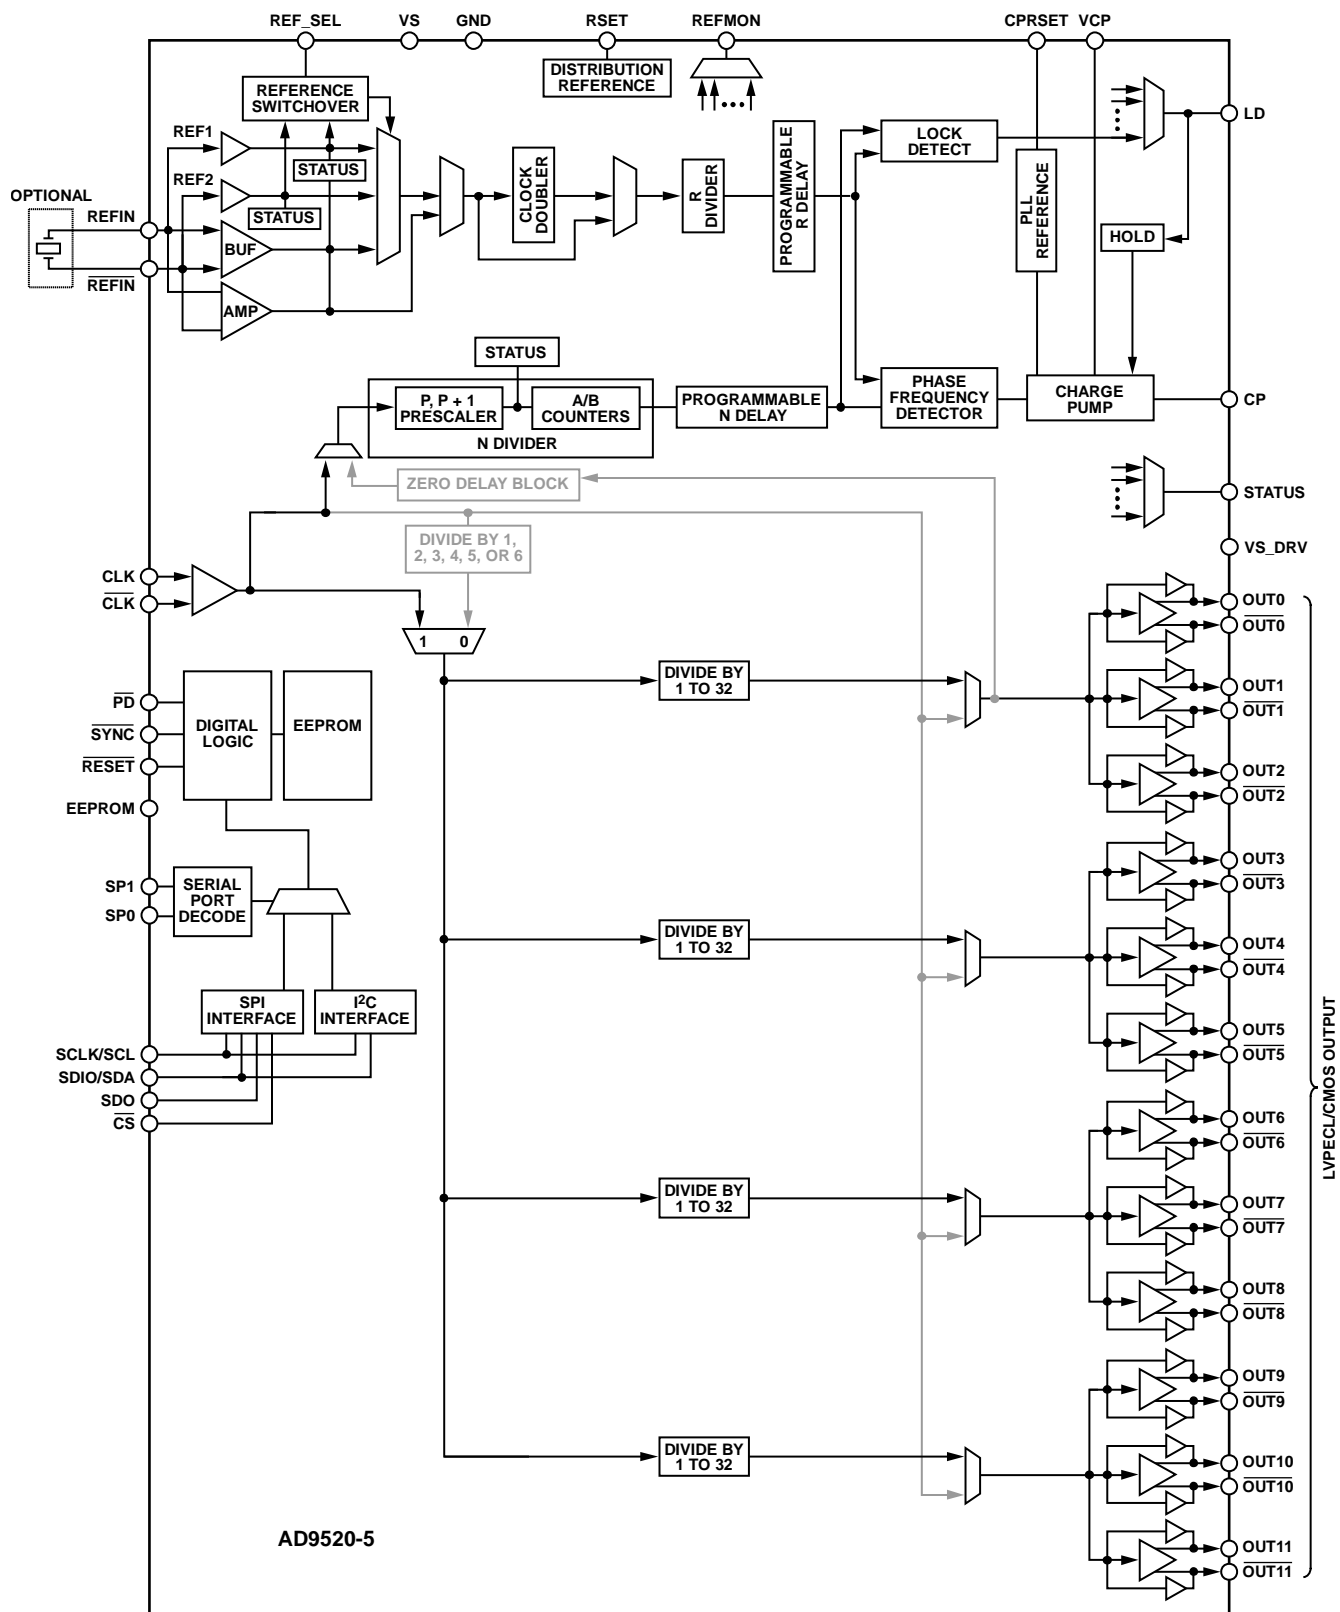 REF_SEL
VS
GND
RSET
REFMON
CPRSET
VCP
DISTRIBUTION
REFERENCE
REFERENCE
SWITCHOVER
REF1
STATUS
REF2
STATUS
OPTIONAL
REFIN
REFIN
BUF
AMP
CLOCK
DOUBLER
R
DIVIDER
PROGRAMMABLE
R DELAY
LOCK
DETECT
PLL
REFERENCE
LD
HOLD
STATUS
P, P + 1
PRESCALER
A/B
COUNTERS
N DIVIDER
PROGRAMMABLE
N DELAY
PHASE
FREQUENCY
DETECTOR
CHARGE
PUMP
CP
ZERO DELAY BLOCK
STATUS
DIVIDE BY 1,
2, 3, 4, 5, OR 6
VS_DRV
CLK
CLK
1 0
OUT0
OUT0
DIVIDE BY
1 TO 32
OUT1
OUT1
PD
SYNC
RESET
DIGITAL
LOGIC
EEPROM
EEPROM
OUT2
OUT2
SP1
SP0
SERIAL
PORT
DECODE
OUT3
OUT3
DIVIDE BY
1 TO 32
OUT4
OUT4
SPI
INTERFACE
I²C
INTERFACE
OUT5
OUT5
SCLK/SCL
SDIO/SDA
SDO
CS
LVPECL/CMOS OUTPUT
OUT6
OUT6
DIVIDE BY
1 TO 32
OUT7
OUT7
OUT8
OUT8
OUT9
OUT9
DIVIDE BY
1 TO 32
OUT10
OUT10
AD9520-5
OUT11
OUT11